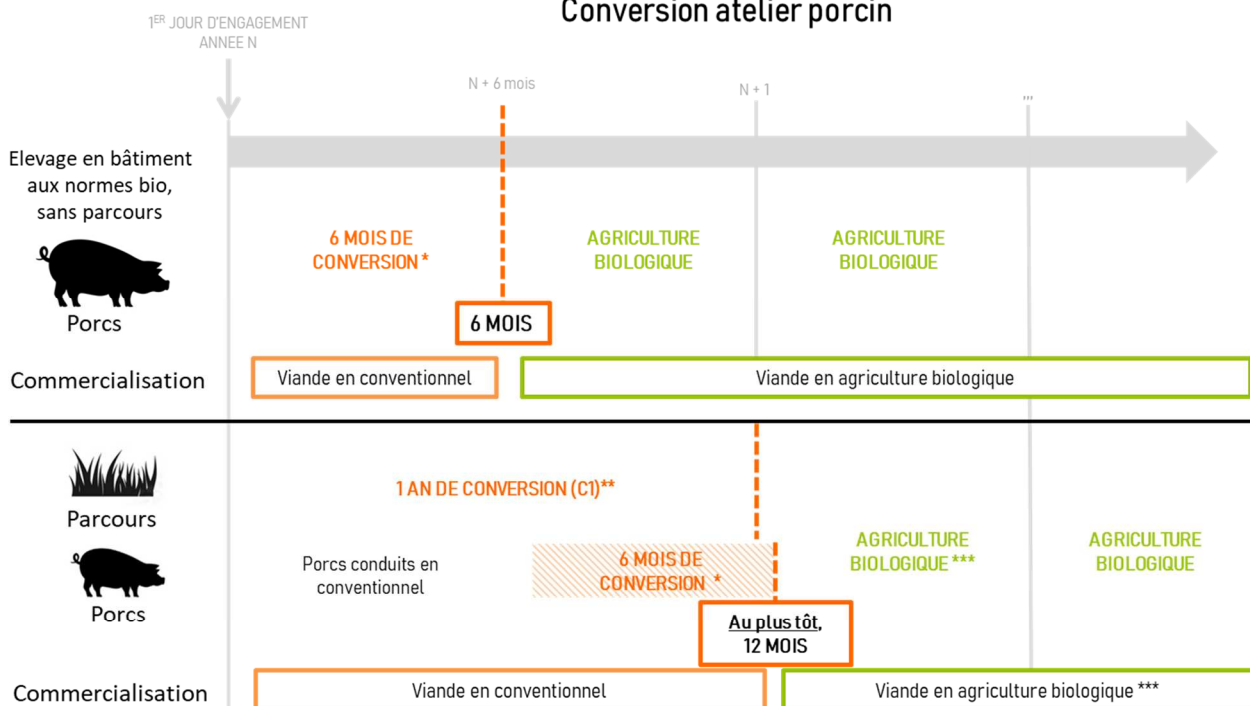 Conversion atelier porcin
1ER JOUR D'ENGAGEMENT
ANNEE N
N + 6 mois
N + 1
,,,
Elevage en bâtiment
aux normes bio,
sans parcours
6 MOIS DE
CONVERSION *
AGRICULTURE
BIOLOGIQUE
AGRICULTURE
BIOLOGIQUE
Porcs
6 MOIS
Commercialisation
Viande en conventionnel
Viande en agriculture biologique
Parcours
1 AN DE CONVERSION (C1)**
Porcs
Porcs conduits en
conventionnel
6 MOIS DE
CONVERSION *
AGRICULTURE
BIOLOGIQUE ***
AGRICULTURE
BIOLOGIQUE
Au plus tôt,
12 MOIS
Commercialisation
Viande en conventionnel
Viande en agriculture biologique ***